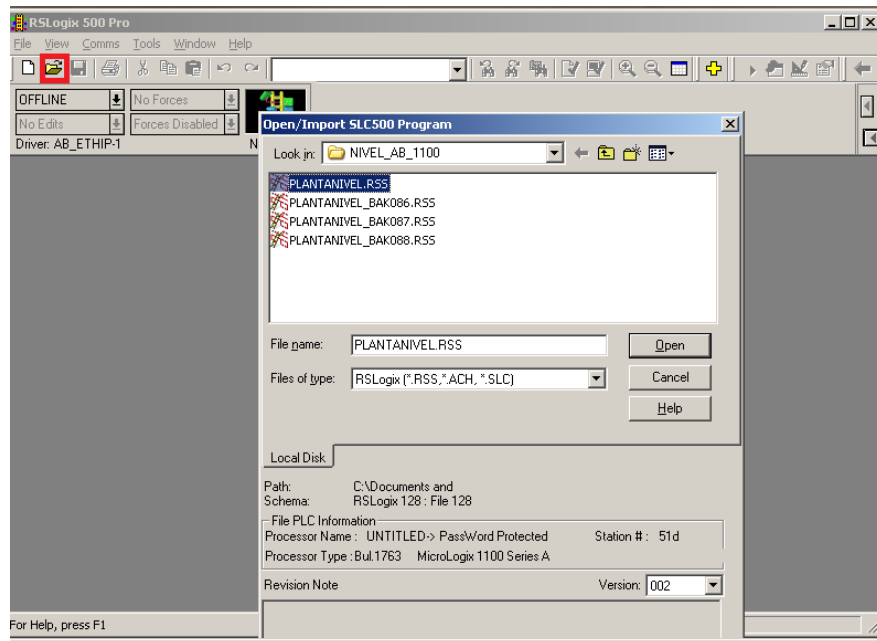 RSLogix 500 Pro
File View Comms Tools Window Help
OFFLINE No Forces
No Edits Forces Disabled
Driver: AB_ETHIP-1 N
Open/Import SLC500 Program
Look in: NIVEL_AB_1100
PLANTANIVEL.RSS
PLANTANIVEL_BAK086.RSS
PLANTANIVEL_BAK087.RSS
PLANTANIVEL_BAK088.RSS
File name: PLANTANIVEL.RSS Open
Files of type: RSLogix (*.RSS,*.ACH, *.SLC) Cancel
Help
Local Disk
Path: C:\Documents and
Schema: RSLogix 128 : File 128
File PLC Information
Processor Name : UNTITLED-> PassWord Protected Station # : 51d
Processor Type : Bul.1763 MicroLogix 1100 Series A
Revision Note Version: 002
For Help, press F1